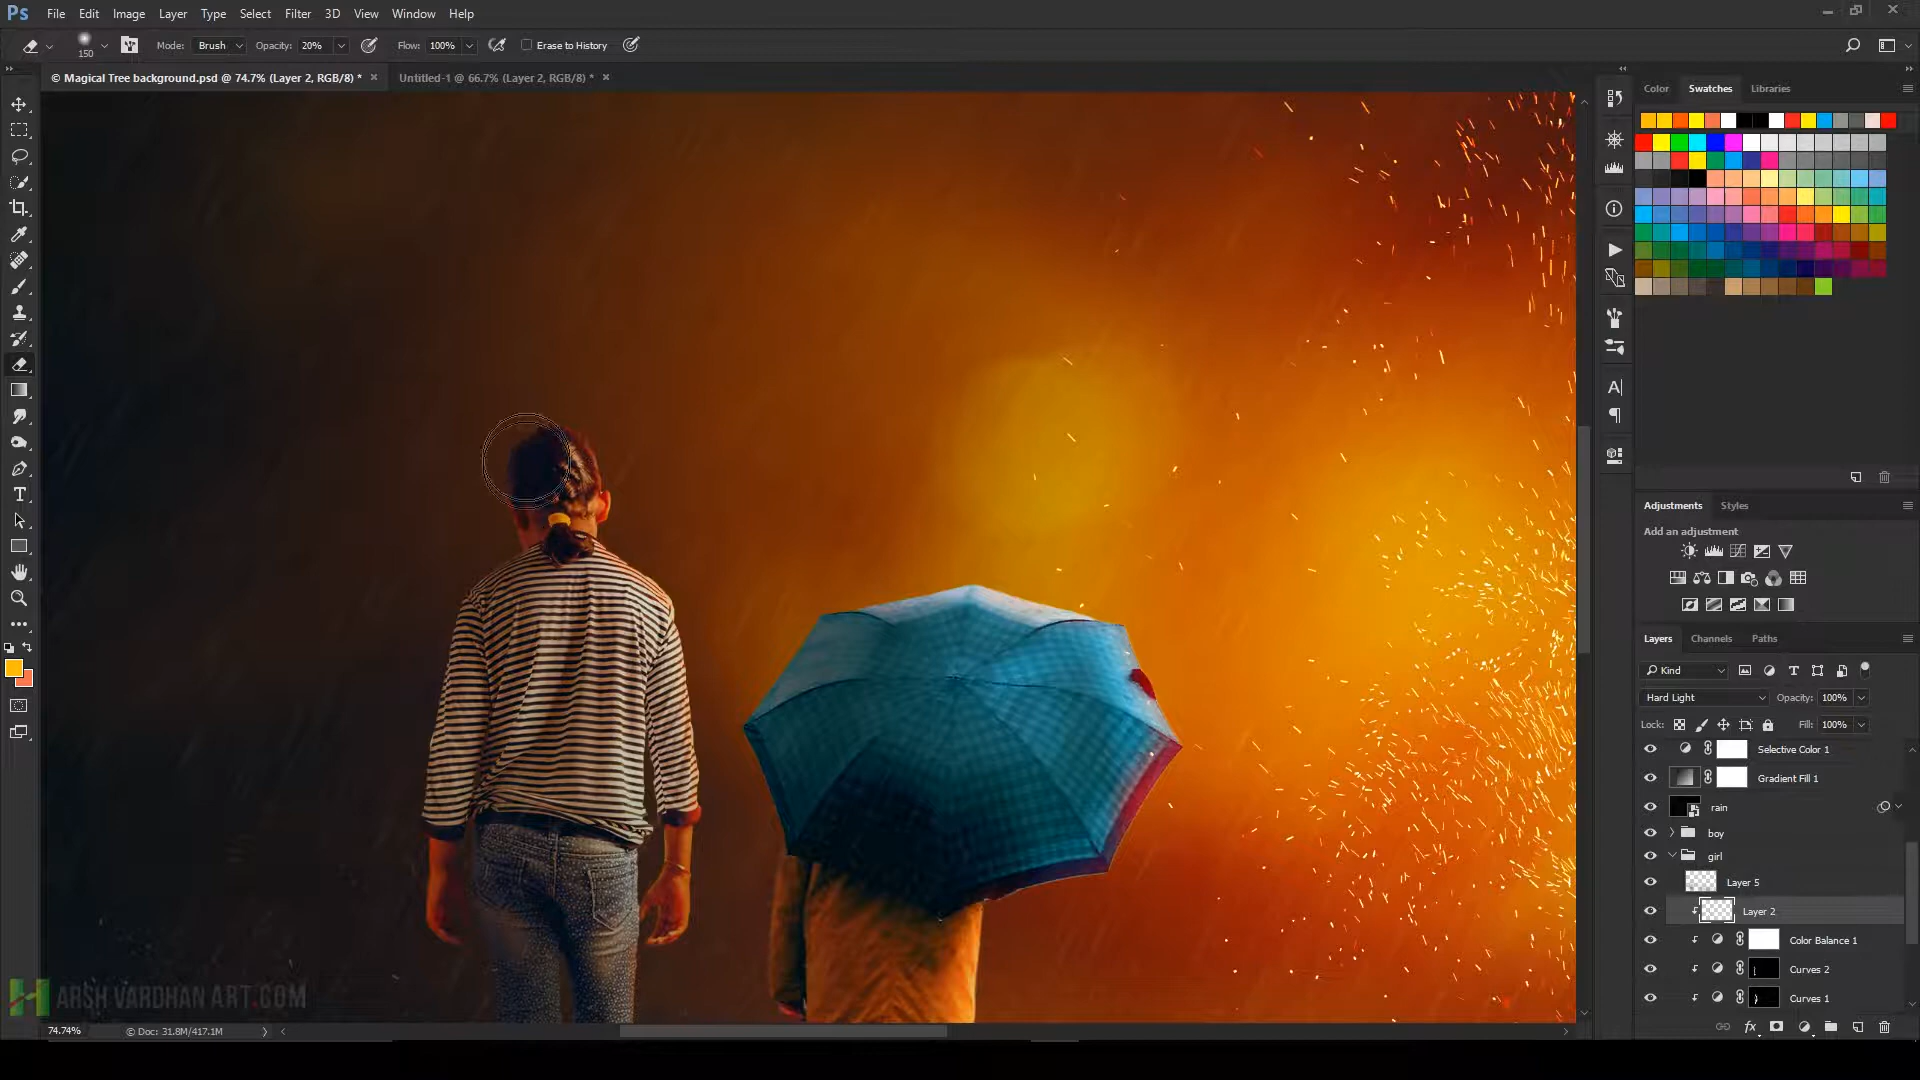 Ps File Edit Image Layer Type Select Filter 3D View Window Help
150 Mode: Brush Opacity: 20% Flow: 100% Erase to History
© Magical Tree background.psd @ 74.7% (Layer 2, RGB/8) * Untitled-1 @ 66.7% (Layer 2, RGB/8) *
Color Swatches Libraries
Adjustments Styles
Add an adjustment
Layers Channels Paths
Kind
Hard Light Opacity: 100%
Lock: Fill: 100%
Selective Color 1
Gradient Fill 1
rain
boy
girl
Layer 5
Layer 2
Color Balance 1
Curves 2
Curves 1
ARSH VARDHAN ART.COM
74.74% © Doc: 31.8M/417.1M